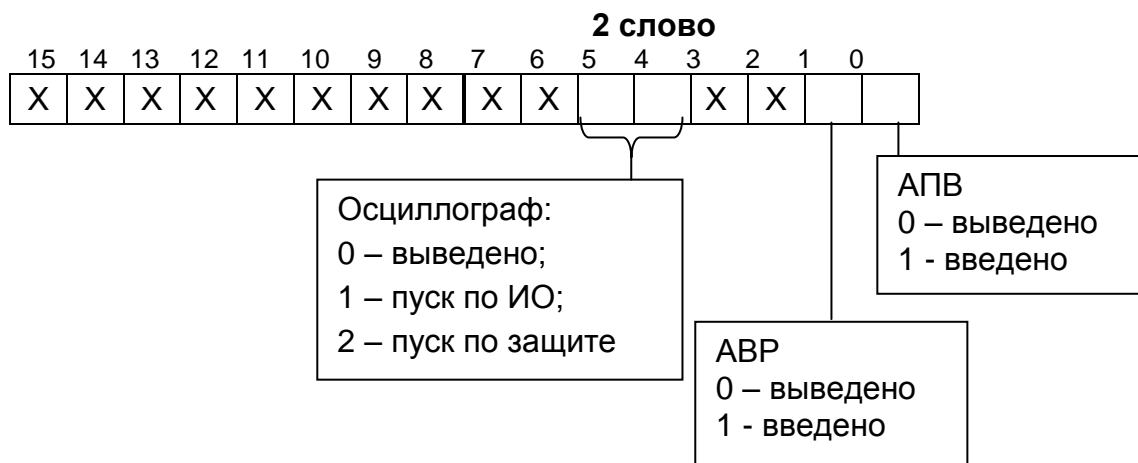 2 слово
15 14 13 12 11 10 9 8 7 6 5 4 3 2 1 0
X X X X X X X X X X X X
Осциллограф:
0 – выведено;
1 – пуск по ИО;
2 – пуск по защите
АПВ
0 – выведено
1 - введено
АВР
0 – выведено
1 - введено